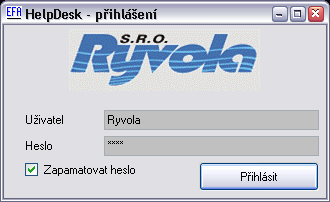 EFA HelpDesk - přihlášení
S.R.O.
Ryvola
Uživatel Ryvola
Heslo ****
Zapamatovat heslo
Přihlásit